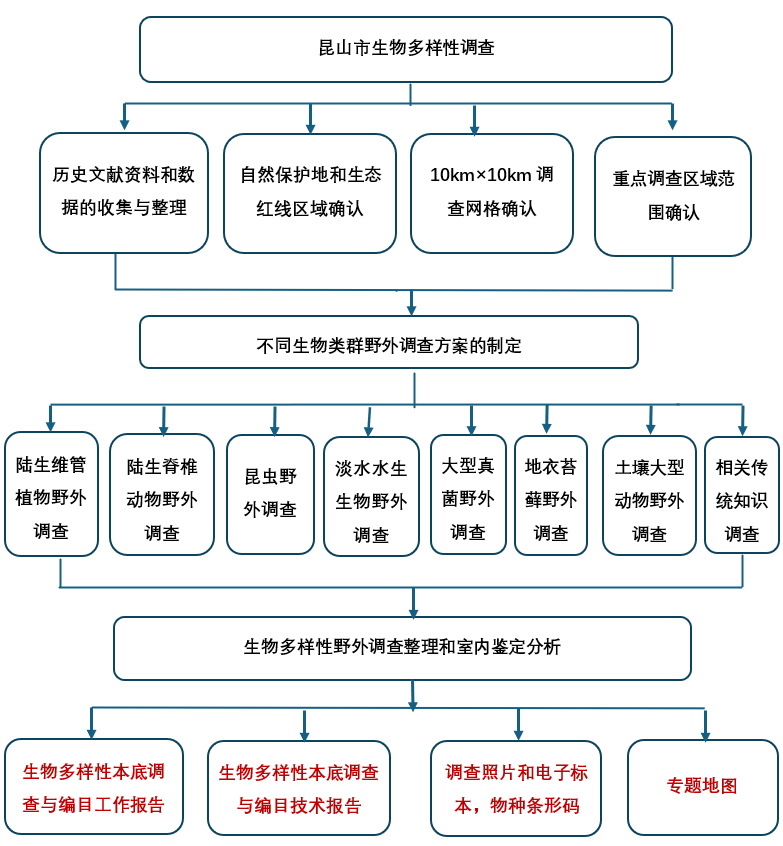 昆山市生物多样性调查
历史文献资料和数
据的收集与整理
自然保护地和生态
红线区域确认
10km×10km 调
查网格确认
重点调查区域范
围确认
不同生物类群野外调查方案的制定
陆生维管
植物野外
调查
陆生脊椎
动物野外
调查
昆虫野
外调查
淡水水生
生物野外
调查
大型真
菌野外
调查
地衣苔
藓野外
调查
土壤大型
动物野外
调查
相关传
统知识
调查
生物多样性野外调查整理和室内鉴定分析
生物多样性本底调
查与编目工作报告
生物多样性本底调查
与编目技术报告
调查照片和电子标
本，物种条形码
专题地图